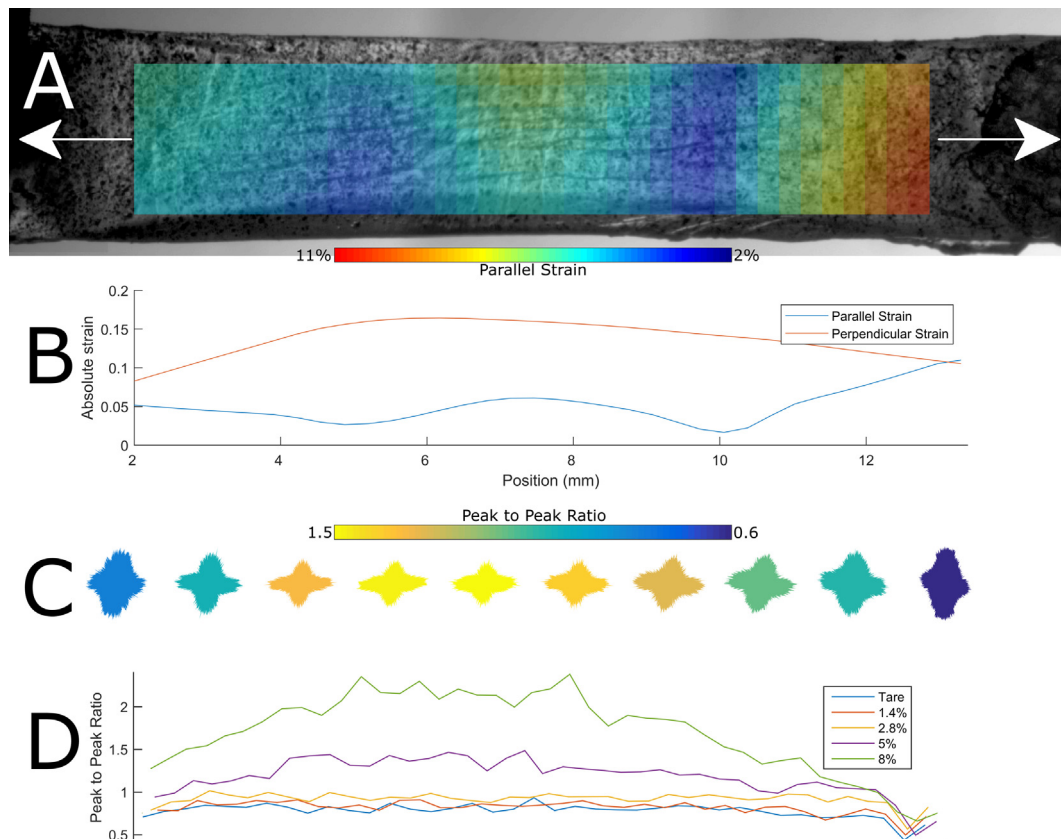 A
11% 2%
Parallel Strain
B
0.2
0.15
0.1
0.05
0
Absolute strain
Parallel Strain
Perpendicular Strain
2 4 6 8 10 12
Position (mm)
Peak to Peak Ratio
1.5 0.6
C
D
2
1.5
1
0.5
Peak to Peak Ratio
Tare
1.4%
2.8%
5%
8%